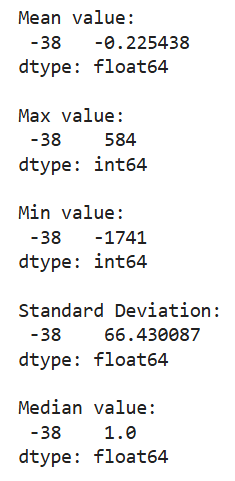 Mean value:
-38   -0.225438
dtype: float64

Max value:
-38    584
dtype: int64

Min value:
-38   -1741
dtype: int64

Standard Deviation:
-38    66.430087
dtype: float64

Median value:
-38    1.0
dtype: float64